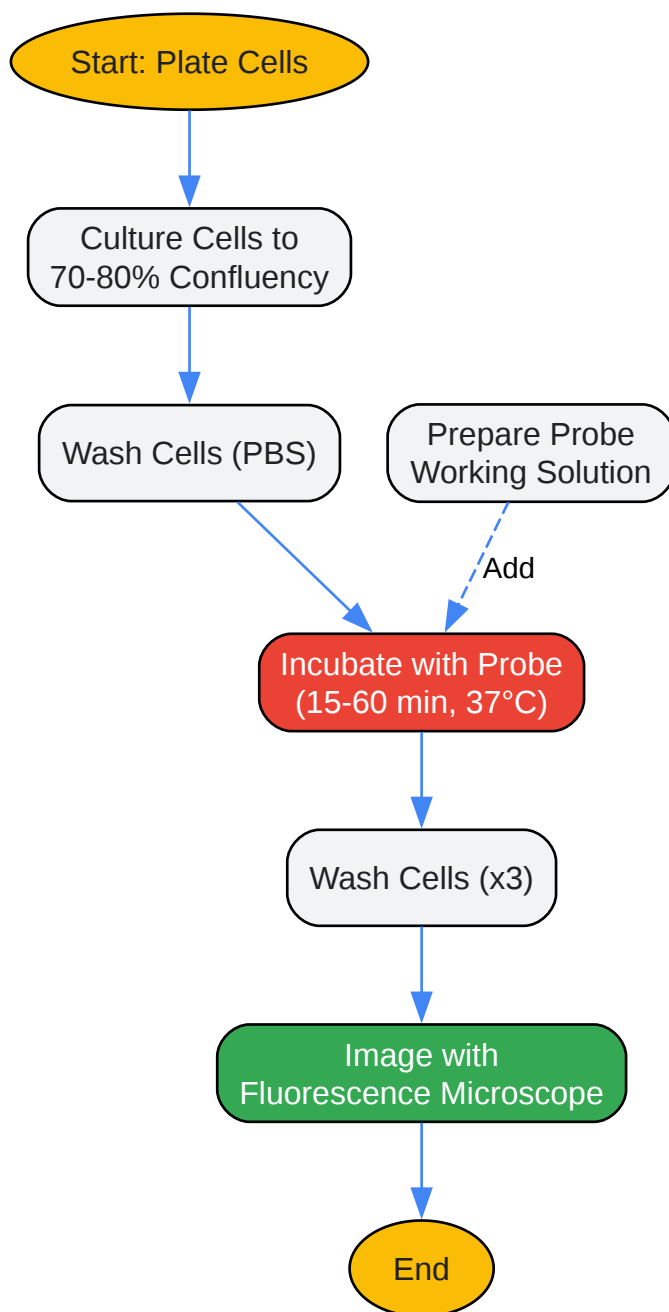 Start: Plate Cells
Culture Cells to
70-80% Confluency
Wash Cells (PBS)
Prepare Probe
Working Solution
Add
Incubate with Probe
(15-60 min, 37°C)
Wash Cells (x3)
Image with
Fluorescence Microscope
End